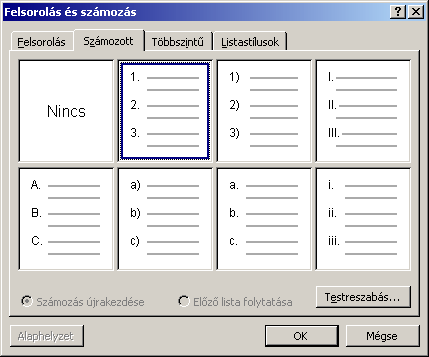 Felsorolás és számozás
Felsorolás Számozott Többszintű Listastílusok
Nincs
1.
2.
3.
1)
2)
3)
I.
II.
III.
A.
B.
C.
a)
b)
c)
a.
b.
c.
i.
ii.
iii.
Számozás újrakezdése Előző lista folytatása Testreszabás...
Alaphelyzet OK Mégse